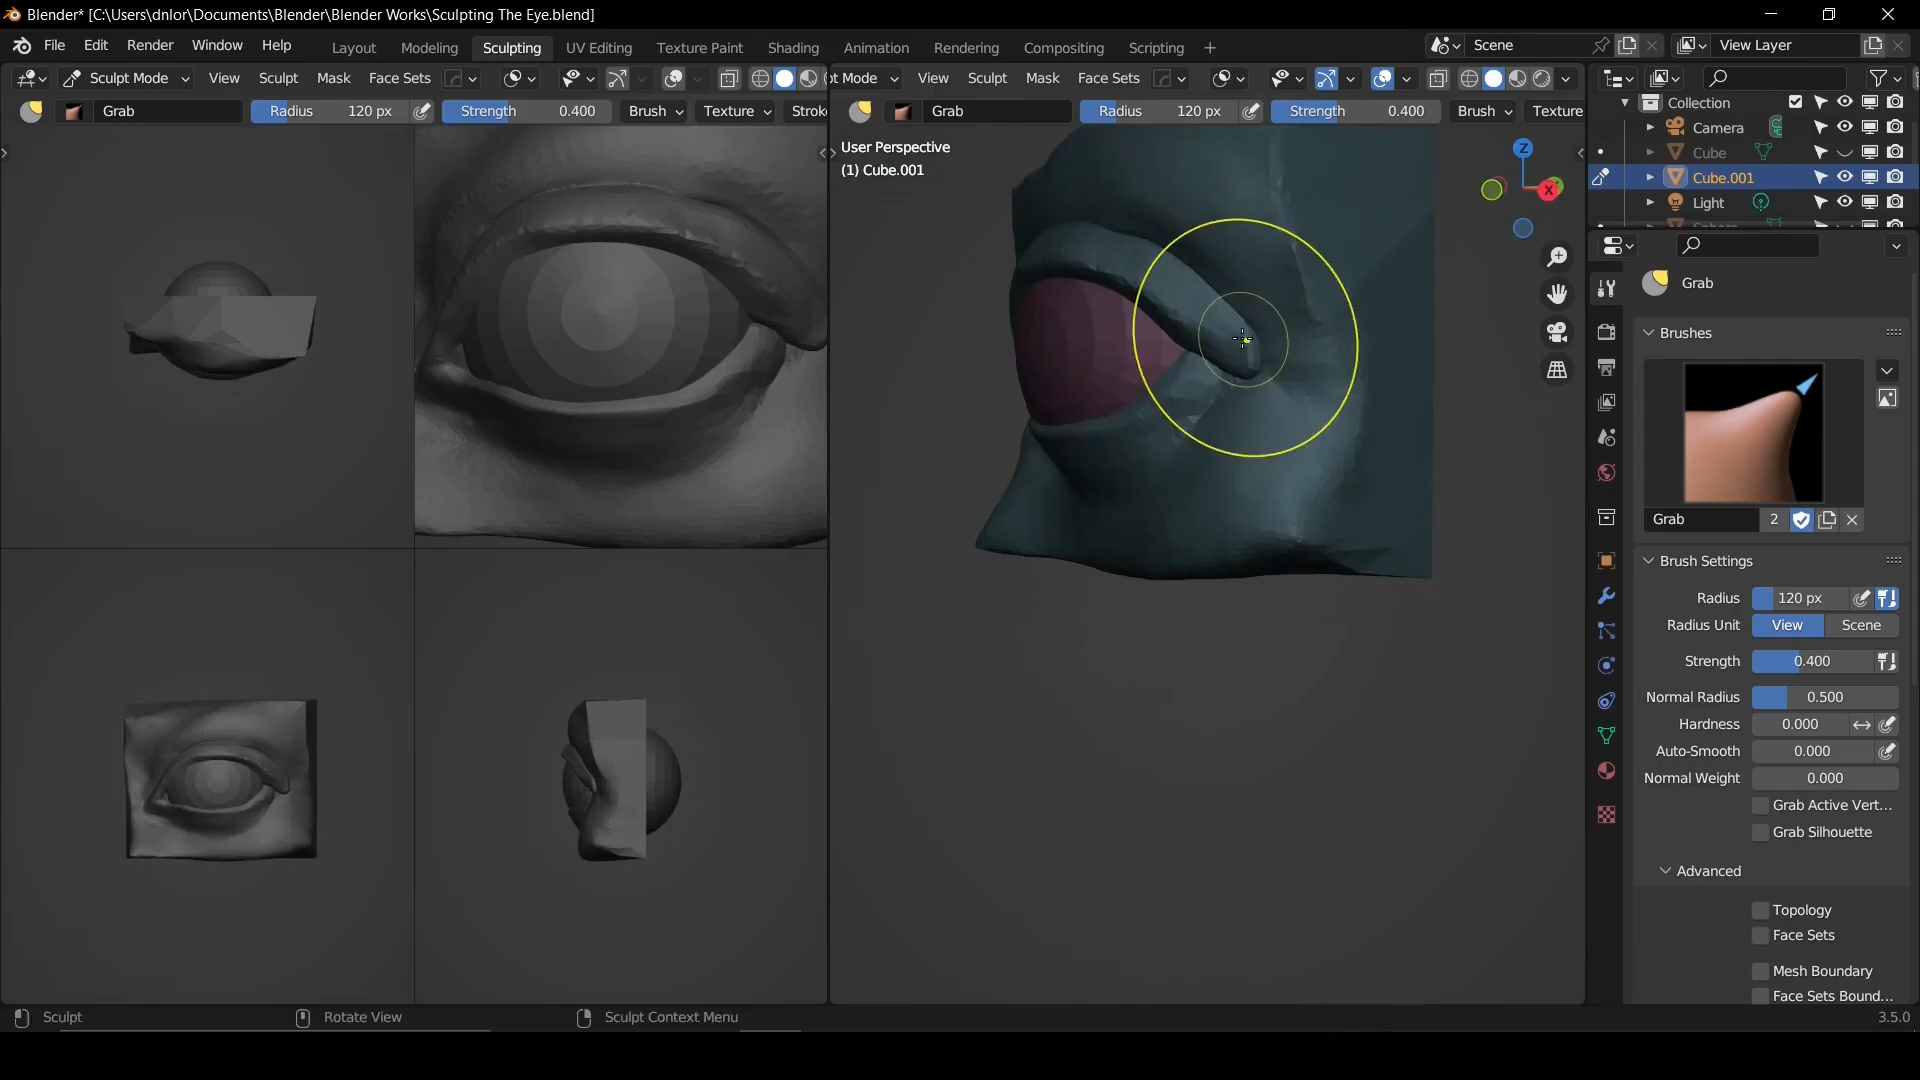 Blender* [C:\Users\dnlor\Documents\Blender\Blender Works\Sculpting The Eye.blend]
File Edit Render Window Help Layout Modeling Sculpting UV Editing Texture Paint Shading Animation Rendering Compositing Scripting + Scene View Layer
Sculpt Mode View Sculpt Mask Face Sets
ot Mode View Sculpt Mask Face Sets
Grab Radius 120 px Strength 0.400 Brush Texture Strok
Grab Radius 120 px Strength 0.400 Brush Texture
User Perspective
(1) Cube.001
Z
X
Collection
Camera
Cube
Cube.001
Light
Grab
Brushes
Grab 2
Brush Settings
Radius 120 px
Radius Unit View Scene
Strength 0.400
Normal Radius 0.500
Hardness 0.000
Auto-Smooth 0.000
Normal Weight 0.000
Grab Active Vert...
Grab Silhouette
Advanced
Topology
Face Sets
Mesh Boundary
Face Sets Bound...
Sculpt Rotate View Sculpt Context Menu 3.5.0